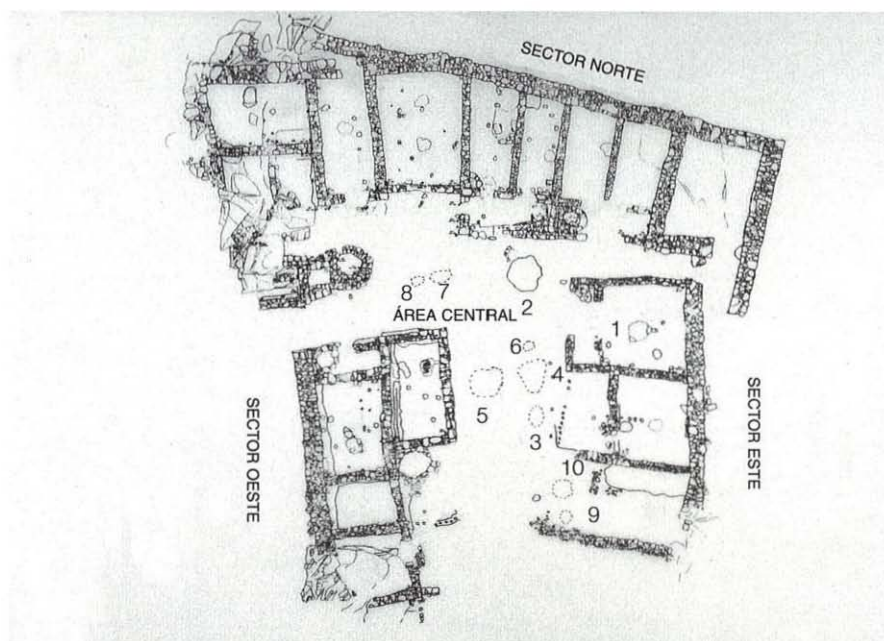 SECTOR NORTE
8
7
2
ÁREA CENTRAL
1
6
4
5
3
SECTOR OESTE
SECTOR ESTE
10
9